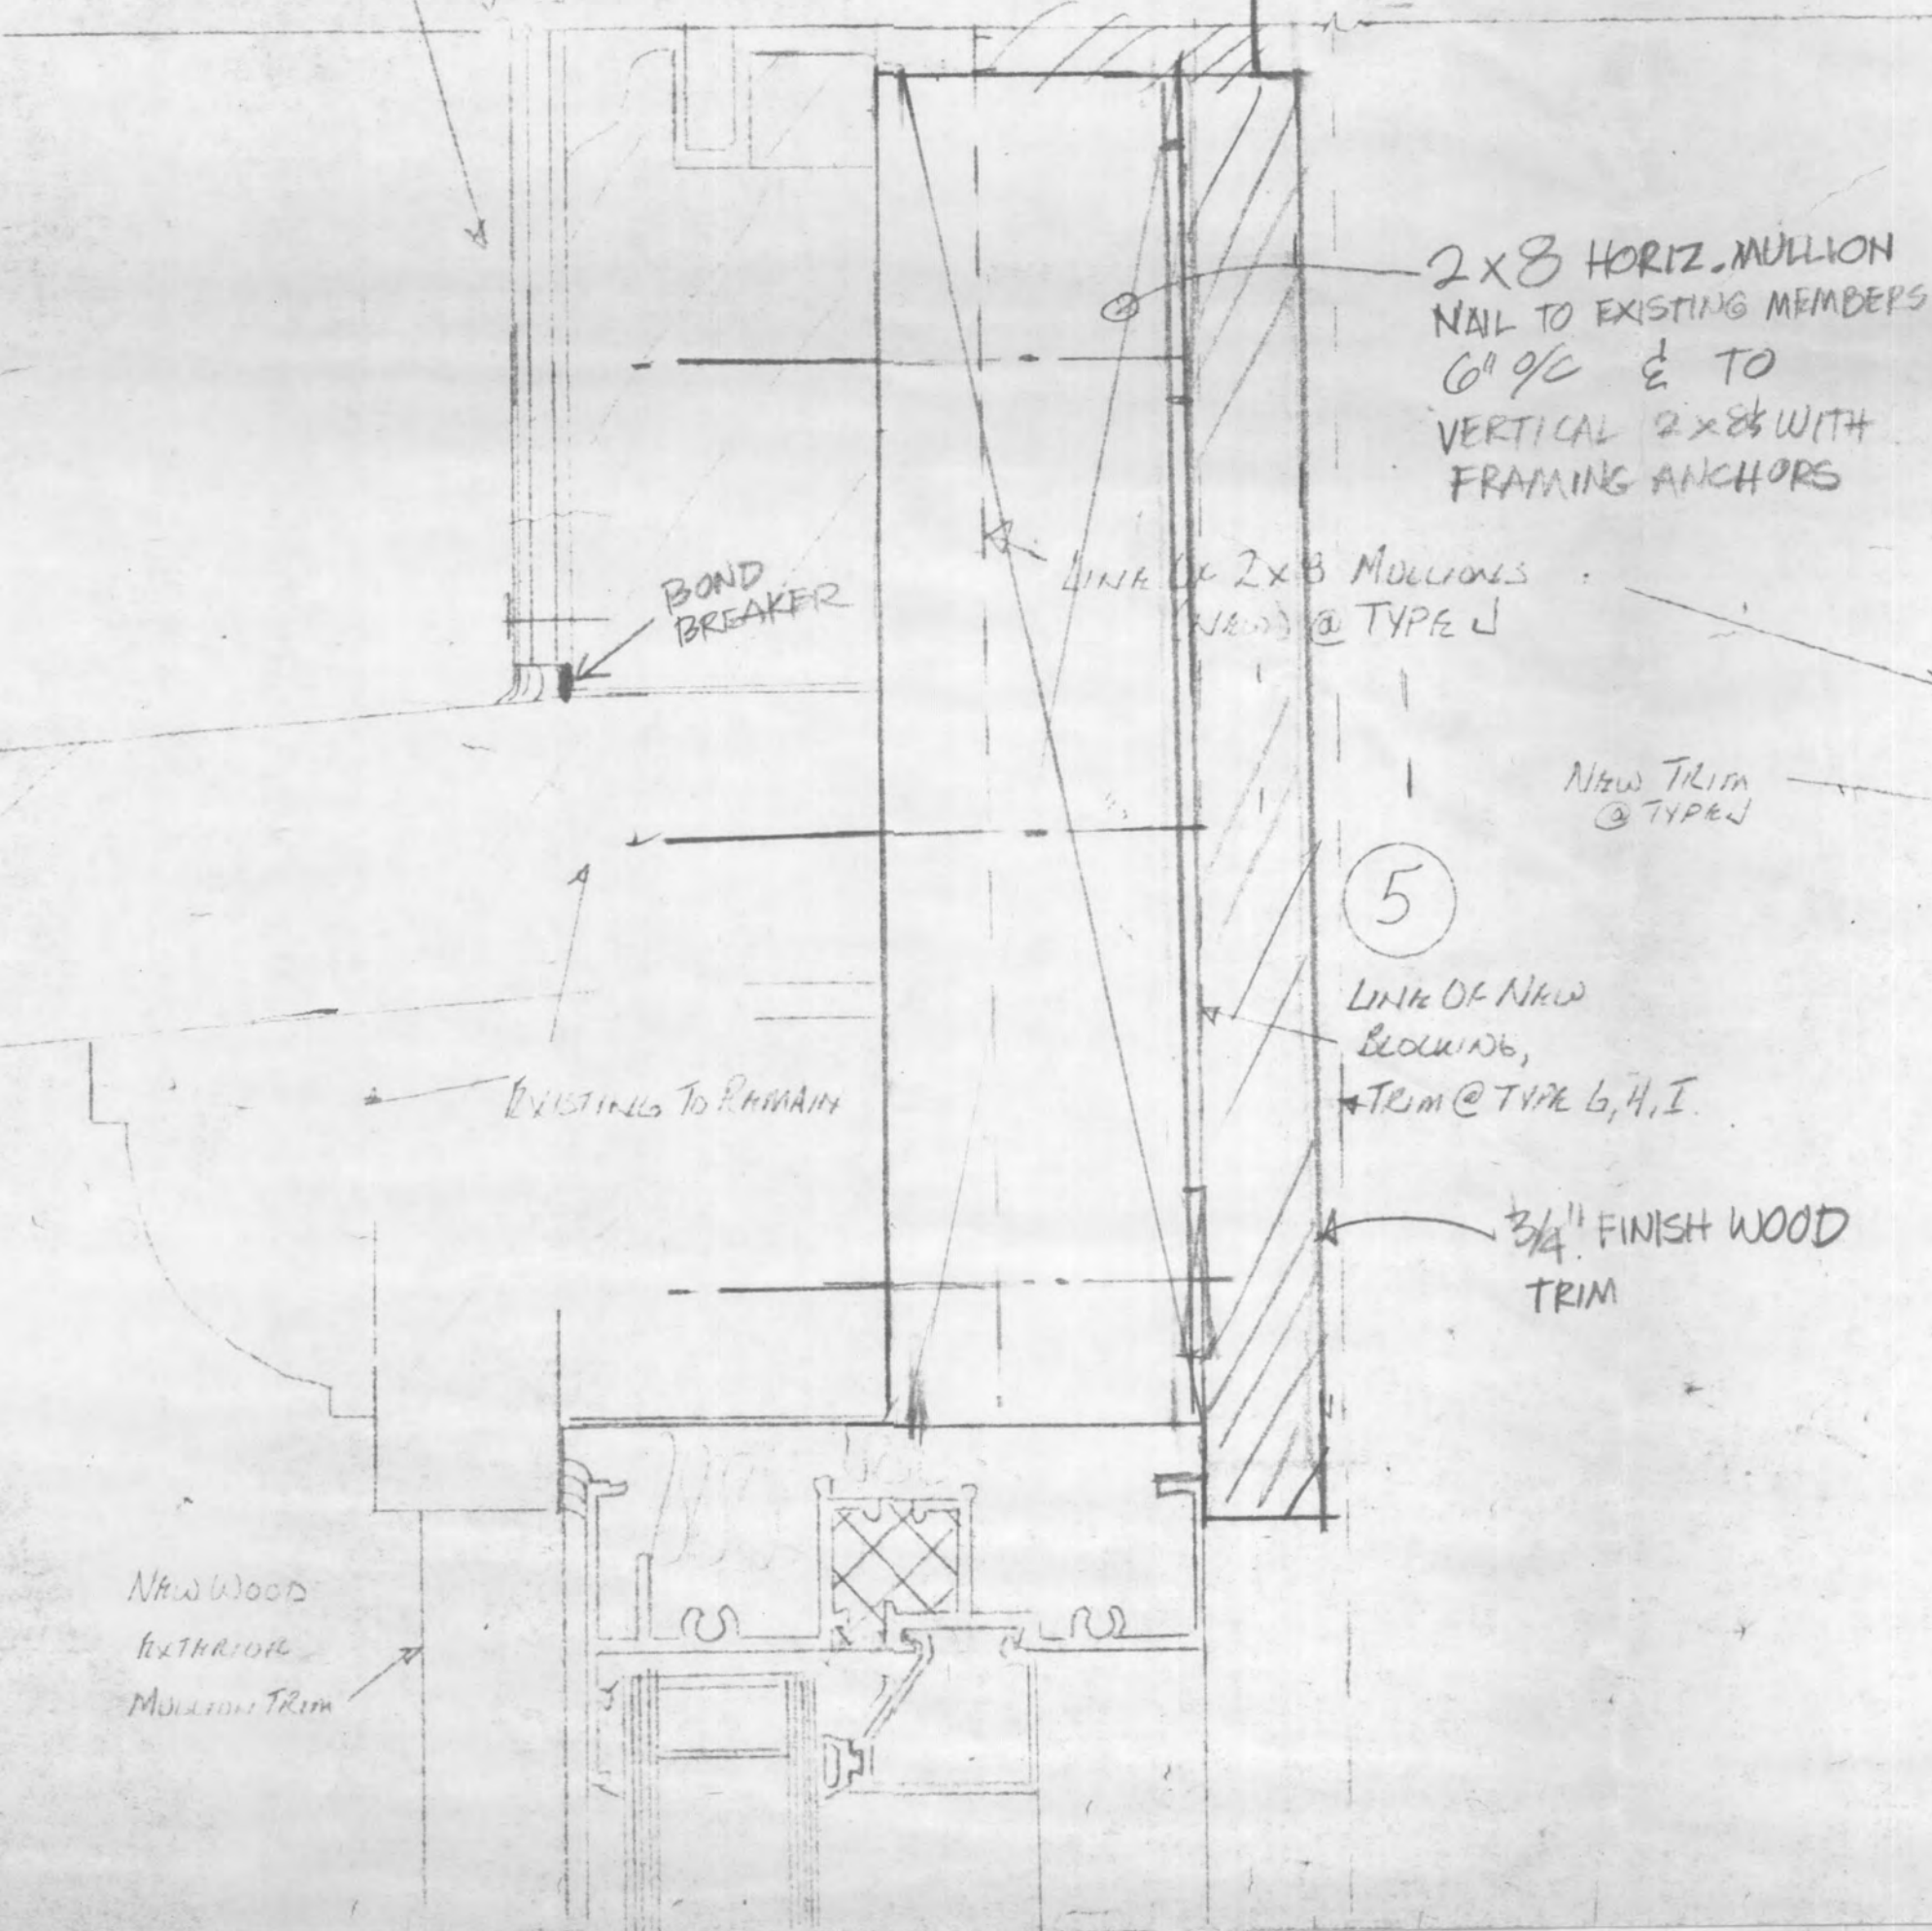 2x8 HORIZ. MULLION
NAIL TO EXISTING MEMBERS
6" O/C & TO
VERTICAL 2x8's WITH
FRAMING ANCHORS
BOND
BREAKER
LINE OF 2x8 MULLIONS
(NEW) @ TYPE J
NEW TRIM
@ TYPE J
5
LINE OF NEW
BLOCKING,
TRIM @ TYPE G, H, I.
EXISTING TO REMAIN
3/4" FINISH WOOD
TRIM
NEW WOOD
EXTERIOR
MULLION TRIM